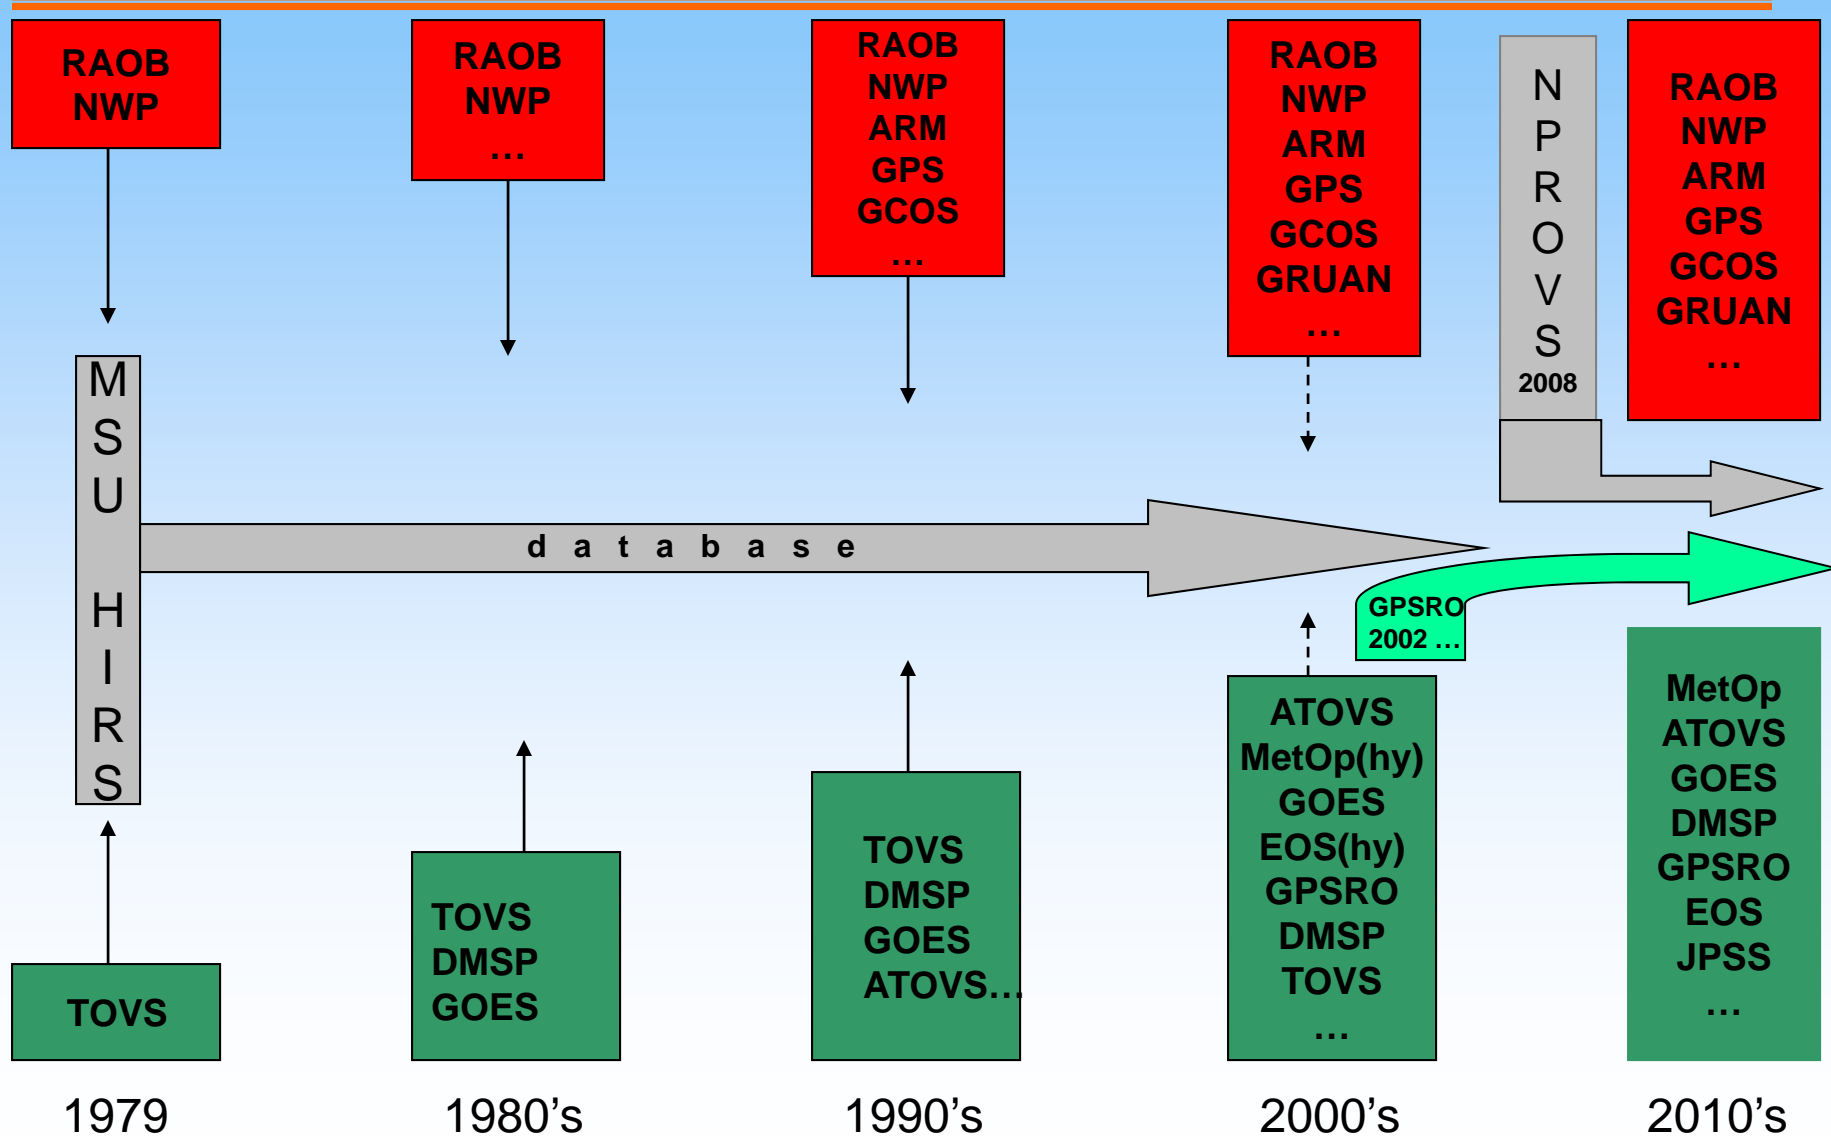 RAOB
NWP
RAOB
NWP
...
RAOB
NWP
ARM
GPS
GCOS
...
RAOB
NWP
ARM
GPS
GCOS
GRUAN
...
N
P
R
O
V
S
2008
RAOB
NWP
ARM
GPS
GCOS
GRUAN
...
M
S
U
H
I
R
S
d a t a b a s e
GPSRO
2002 ...
TOVS
TOVS
DMSP
GOES
TOVS
DMSP
GOES
ATOVS...
ATOVS
MetOp(hy)
GOES
EOS(hy)
GPSRO
DMSP
TOVS
...
MetOp
ATOVS
GOES
DMSP
GPSRO
EOS
JPSS
...
1979
1980’s
1990’s
2000’s
2010’s